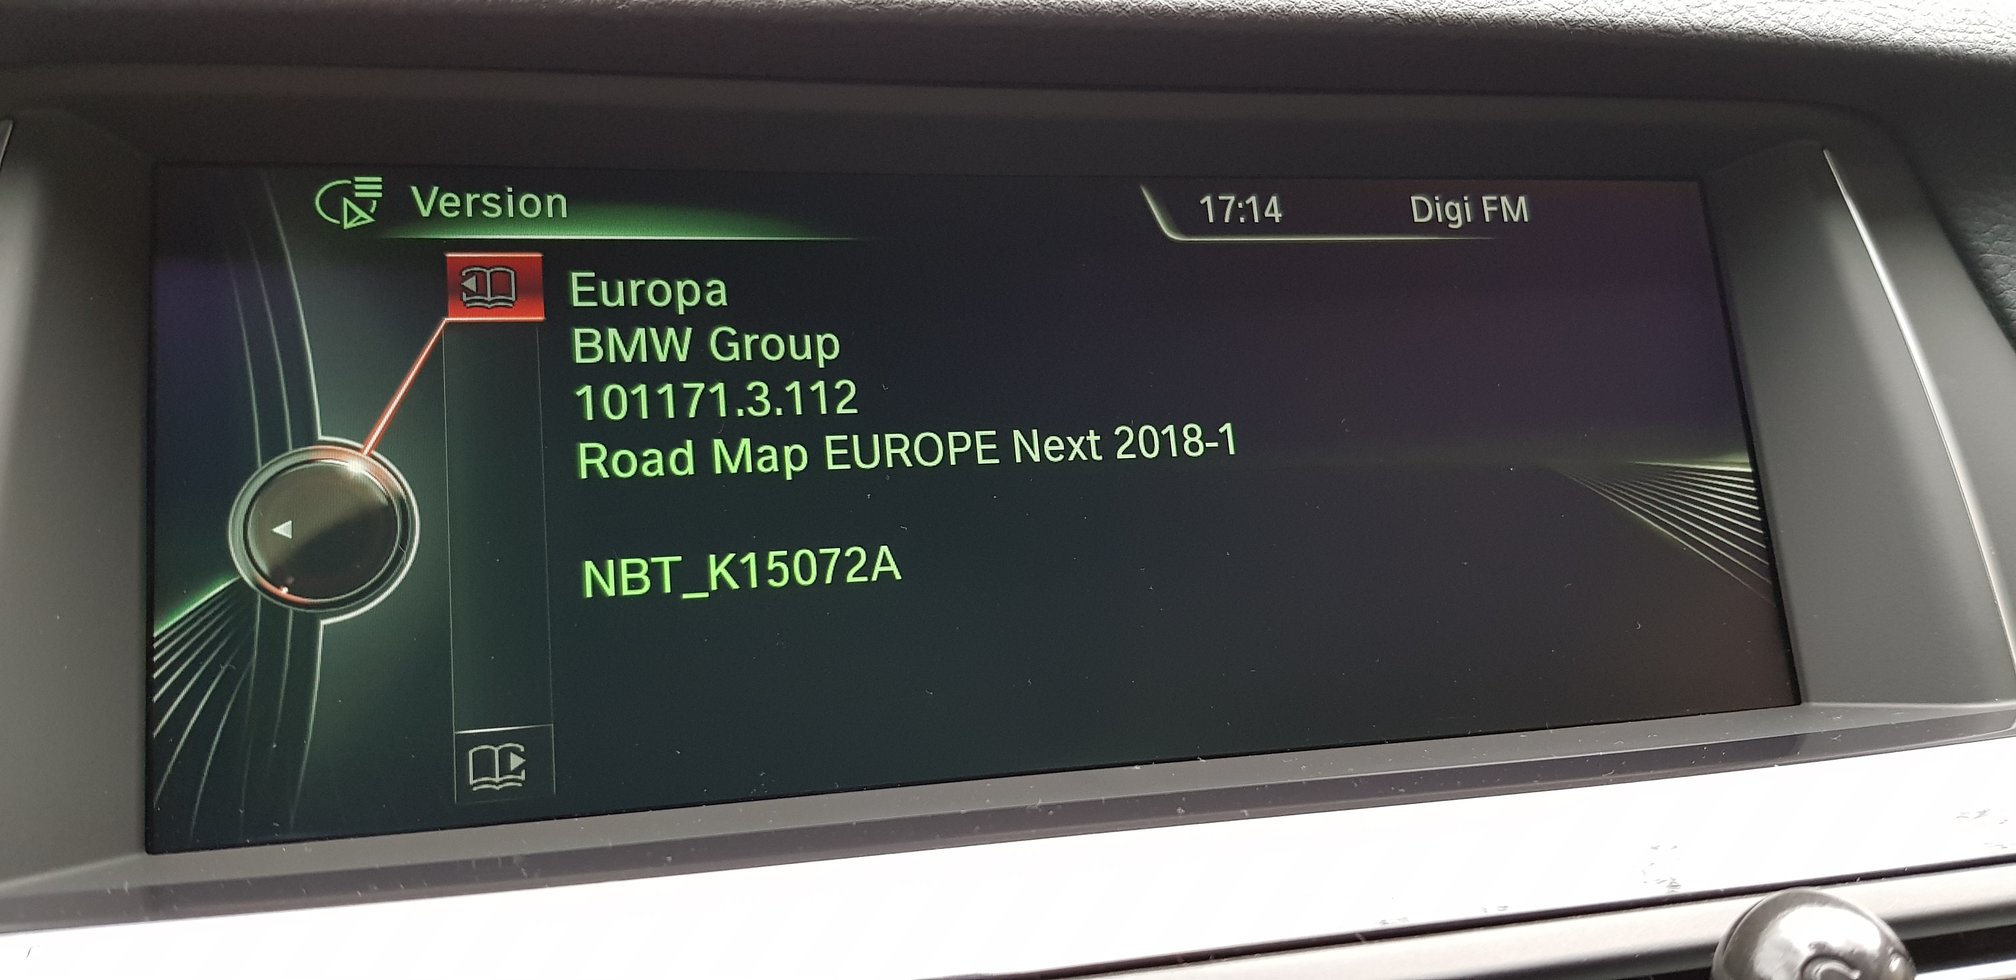 Version
17:14
Digi FM
Europa
BMW Group
101171.3.112
Road Map EUROPE Next 2018-1
NBT_K15072A